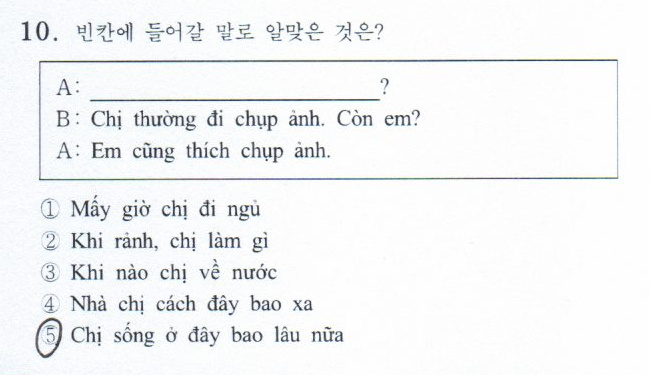 10. 빈칸에 들어갈 말로 알맞은 것은?
A: ____________________?
B: Chị thường đi chụp ảnh. Còn em?
A: Em cũng thích chụp ảnh.
① Mấy giờ chị đi ngủ
② Khi rảnh, chị làm gì
③ Khi nào chị về nước
④ Nhà chị cách đây bao xa
⑤ Chị sống ở đây bao lâu nữa